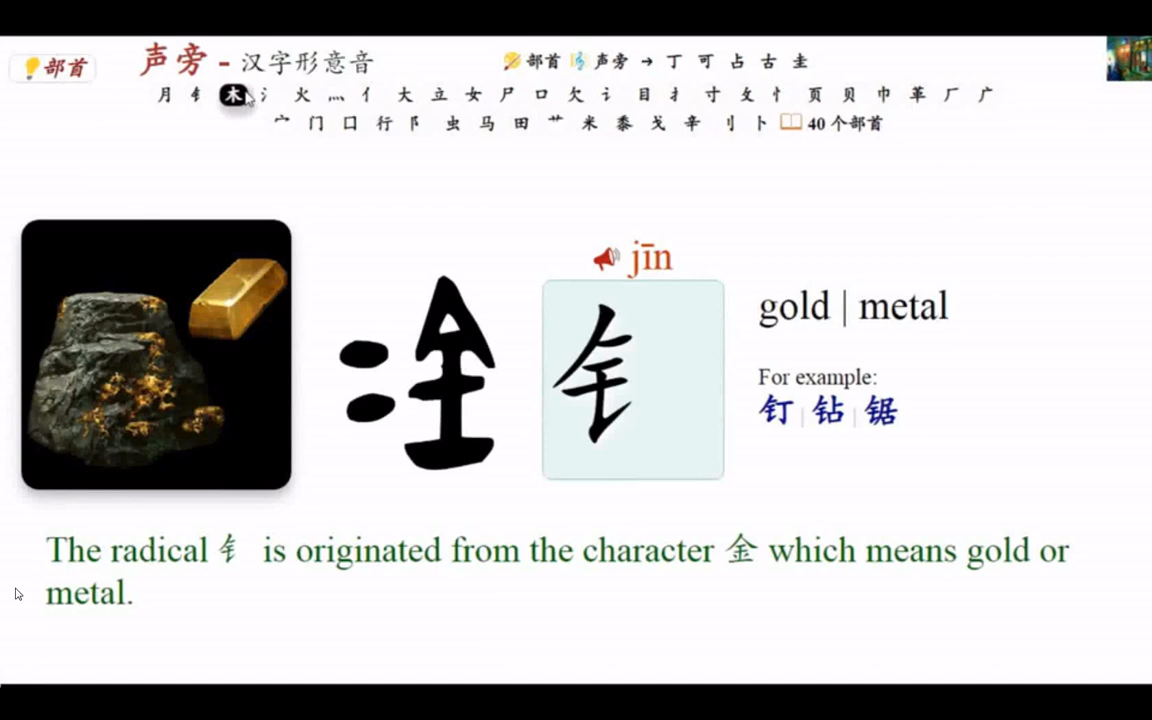 部首
声旁 - 汉字形意音
部首 声旁 → 丁 可 占 古 圭
月 钅 木 氵 火 灬 亻 大 立 女 尸 口 欠 讠 目 扌 寸 攵 忄 页 贝 巾 革 厂 广
宀 门 囗 行 阝 虫 马 田 艹 米 黍 戈 辛 刂 卜 40 个部首
jīn
钅
gold | metal
For example:
钉 | 钻 | 锯
The radical 钅 is originated from the character 金 which means gold or
metal.